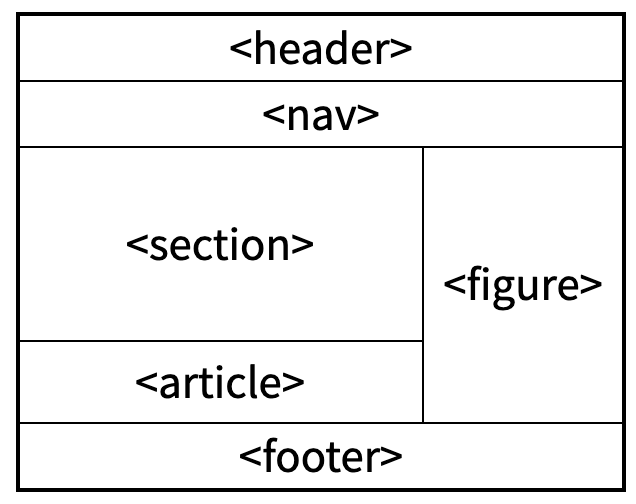 <header>
<nav>
<section>
<figure>
<article>
<footer>